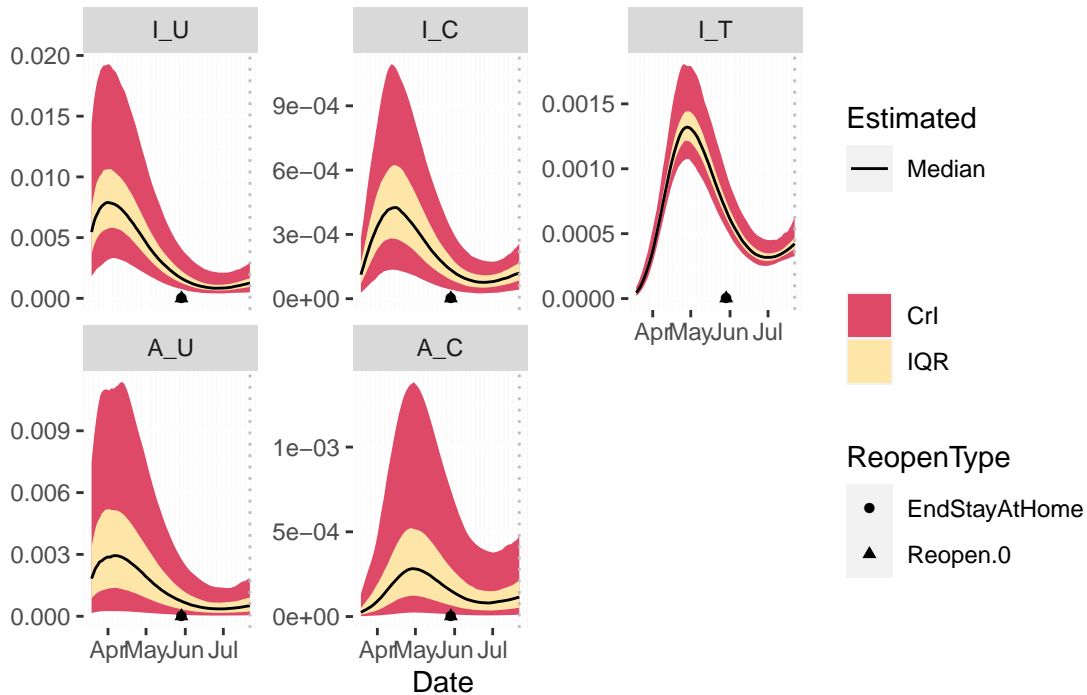 I_U
I_C
I_T
0.020
0.015
0.010
0.005
0.000
9e−04
6e−04
3e−04
0e+00
0.0015
0.0010
0.0005
0.0000
Apr May Jun Jul
A_U
A_C
0.009
0.006
0.003
0.000
1e−03
5e−04
0e+00
Apr May Jun Jul
Apr May Jun Jul
Date
Estimated
Median
CrI
IQR
ReopenType
EndStayAtHome
Reopen.0